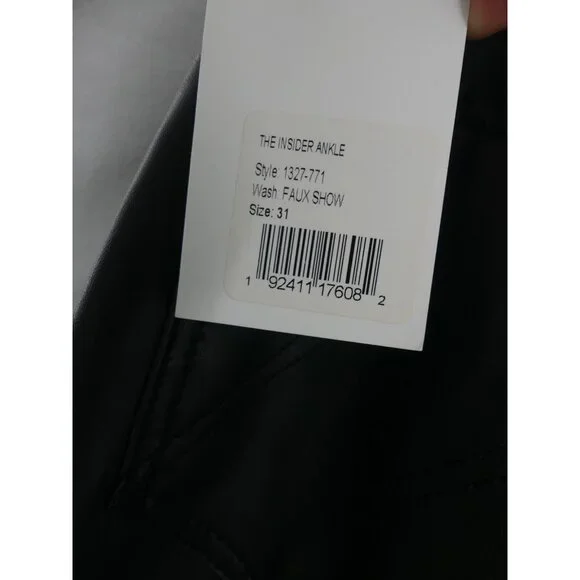 THE INSIDER ANKLE
Style: 1327-771
Wash: FAUX SHOW
Size: 31
1 92411 17608 2